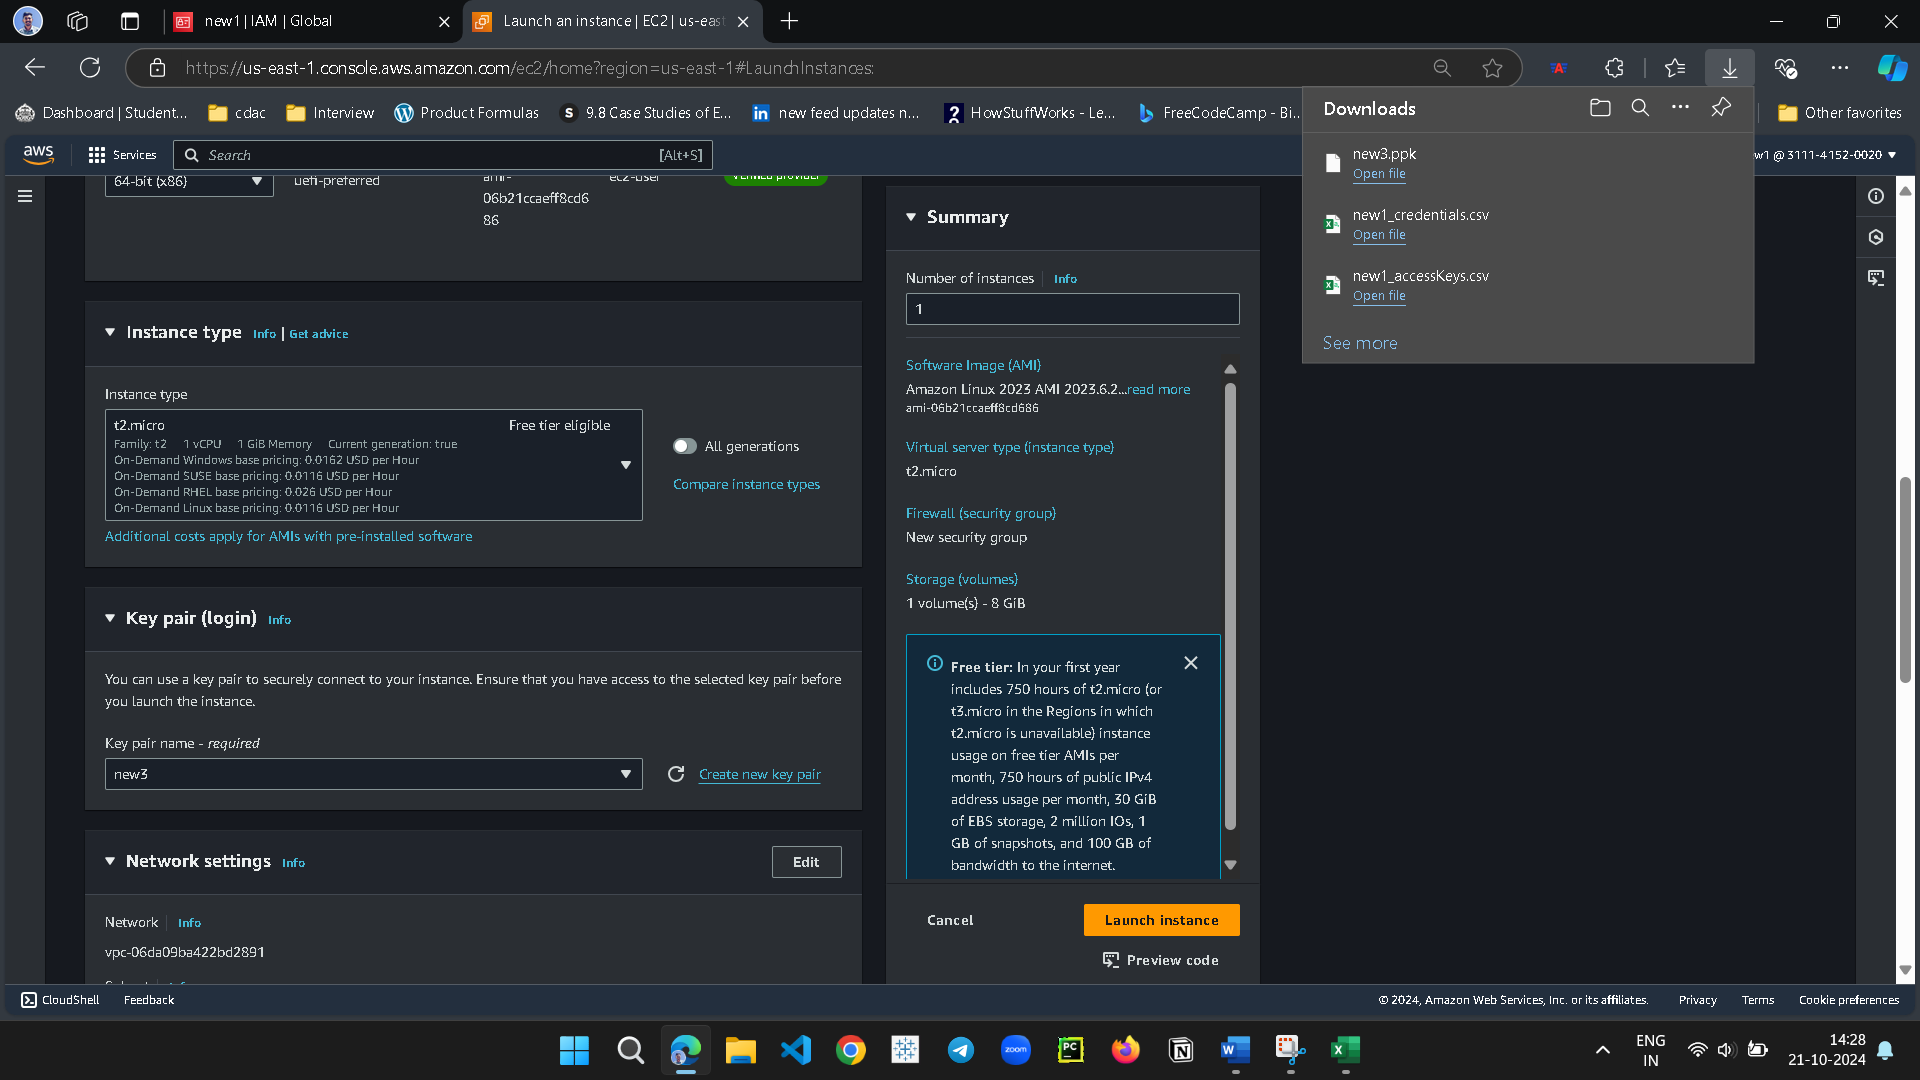 new1 | IAM | Global
Launch an instance | EC2 | us-east
https://us-east-1.console.aws.amazon.com/ec2/home?region=us-east-1#LaunchInstances:
Dashboard | Student...
cdac
Interview
Product Formulas
9.8 Case Studies of E...
new feed updates n...
HowStuffWorks - Le...
FreeCodeCamp - Bi...
Other favorites
Downloads
new3.ppk
Open file
new1_credentials.csv
Open file
new1_accessKeys.csv
Open file
See more
aws
Services
Search
[Alt+S]
w1 @ 3111-4152-0020
64-bit (x86)
uefi-preferred
ami-
06b21ccaeff8cd6
86
ec2-user
Verified provider
Instance type
Info | Get advice
Instance type
t2.micro
Free tier eligible
Family: t2 1 vCPU 1 GiB Memory Current generation: true
On-Demand Windows base pricing: 0.0162 USD per Hour
On-Demand SUSE base pricing: 0.0116 USD per Hour
On-Demand RHEL base pricing: 0.026 USD per Hour
On-Demand Linux base pricing: 0.0116 USD per Hour
All generations
Compare instance types
Additional costs apply for AMIs with pre-installed software
Key pair (login)
Info
You can use a key pair to securely connect to your instance. Ensure that you have access to the selected key pair before
you launch the instance.
Key pair name - required
new3
Create new key pair
Network settings
Info
Edit
Network
Info
vpc-06da09ba422bd2891
Summary
Number of instances
Info
1
Software Image (AMI)
Amazon Linux 2023 AMI 2023.6.2...read more
ami-06b21ccaeff8cd686
Virtual server type (instance type)
t2.micro
Firewall (security group)
New security group
Storage (volumes)
1 volume(s) - 8 GiB
Free tier: In your first year
includes 750 hours of t2.micro (or
t3.micro in the Regions in which
t2.micro is unavailable) instance
usage on free tier AMIs per
month, 750 hours of public IPv4
address usage per month, 30 GiB
of EBS storage, 2 million IOs, 1
GB of snapshots, and 100 GB of
bandwidth to the internet.
Cancel
Launch instance
Preview code
CloudShell
Feedback
© 2024, Amazon Web Services, Inc. or its affiliates.
Privacy
Terms
Cookie preferences
zoom
PC
ENG
IN
14:28
21-10-2024